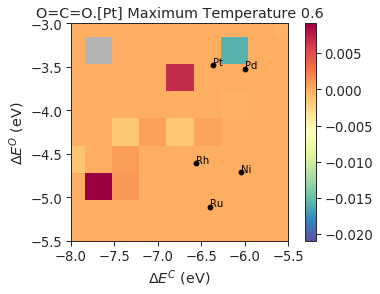 O=C=O.[Pt] Maximum Temperature 0.6
−3.0
−3.5
−4.0
−4.5
−5.0
−5.5
ΔE^O (eV)
Pt
Pd
Rh
Ni
Ru
−8.0 −7.5 −7.0 −6.5 −6.0 −5.5
ΔE^C (eV)
0.005
0.000
−0.005
−0.010
−0.015
−0.020